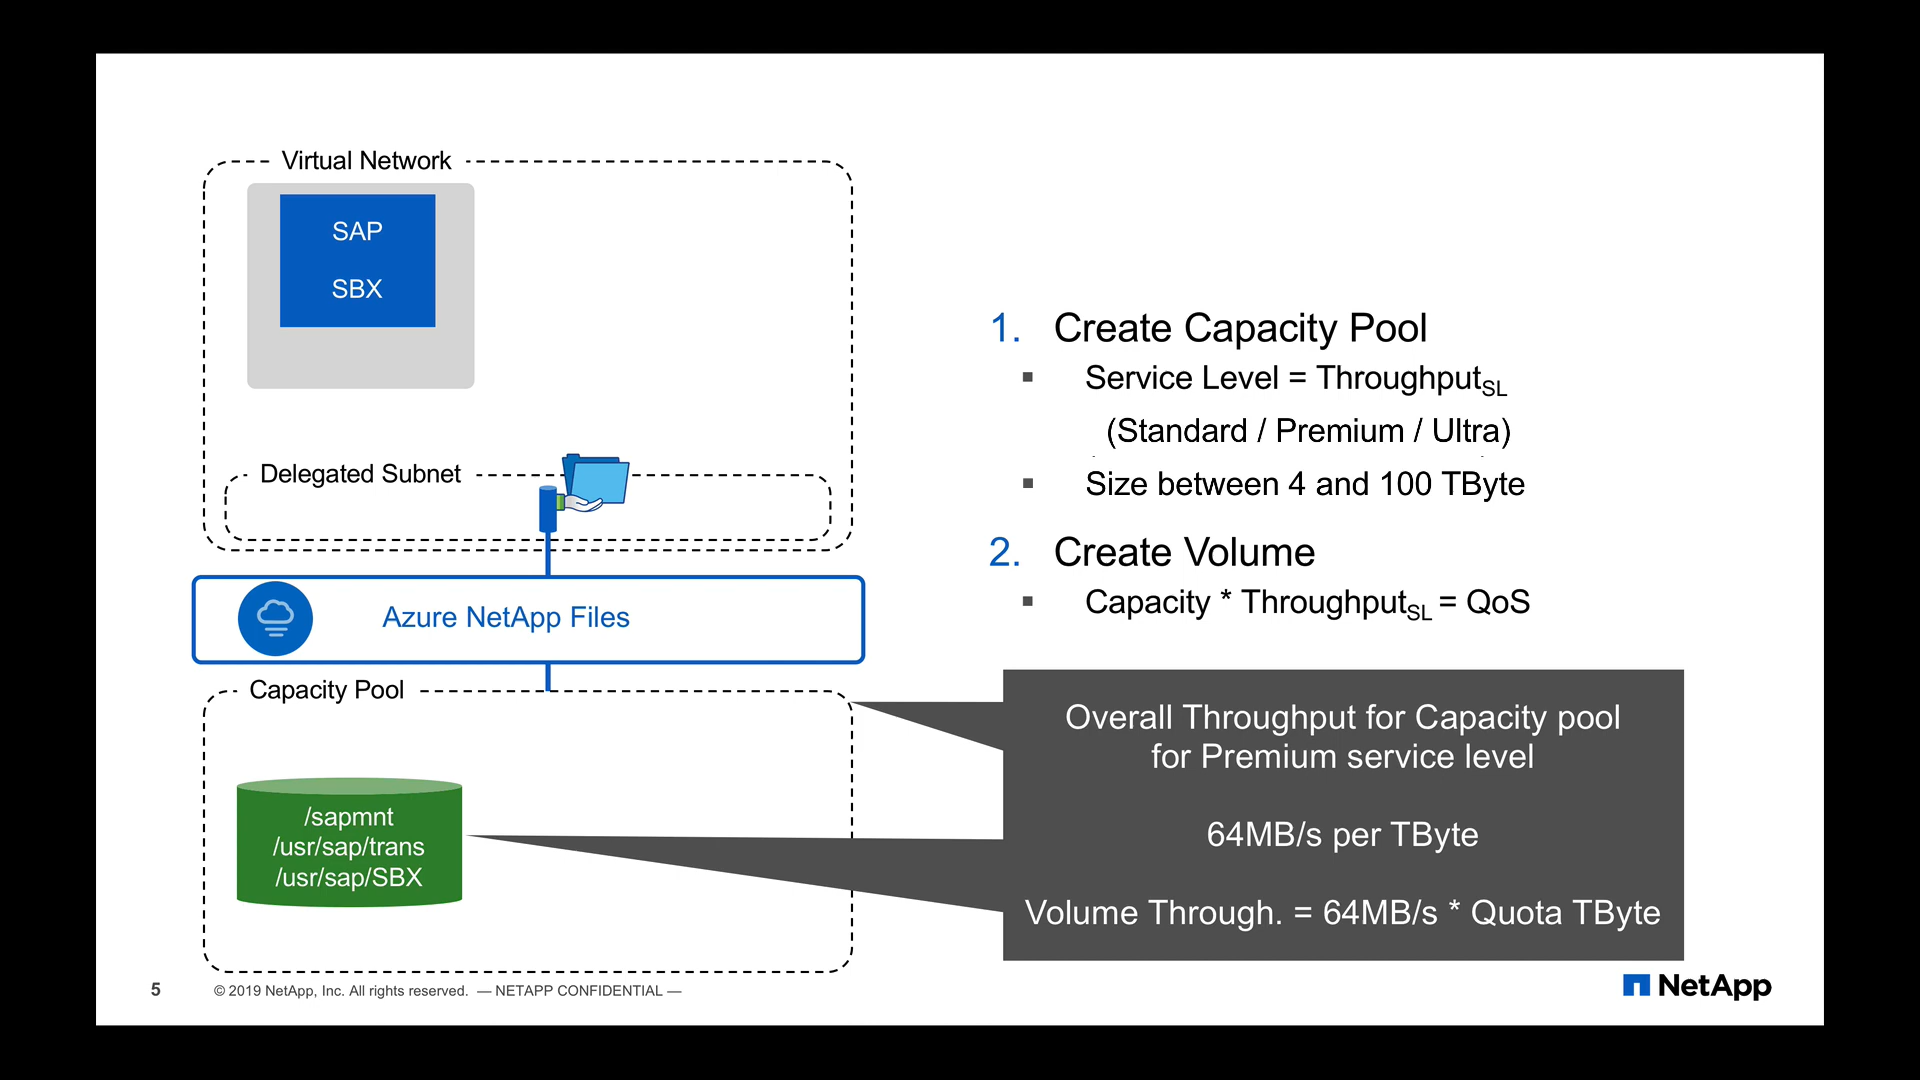 Virtual Network
SAP
SBX
Delegated Subnet
Azure NetApp Files
Capacity Pool
/sapmnt
/usr/sap/trans
/usr/sap/SBX
1. Create Capacity Pool
▪ Service Level = ThroughputSL
(Standard / Premium / Ultra)
▪ Size between 4 and 100 TByte
2. Create Volume
▪ Capacity * ThroughputSL = QoS
Overall Throughput for Capacity pool
for Premium service level
64MB/s per TByte
Volume Through. = 64MB/s * Quota TByte
5 © 2019 NetApp, Inc. All rights reserved. — NETAPP CONFIDENTIAL —
NetApp